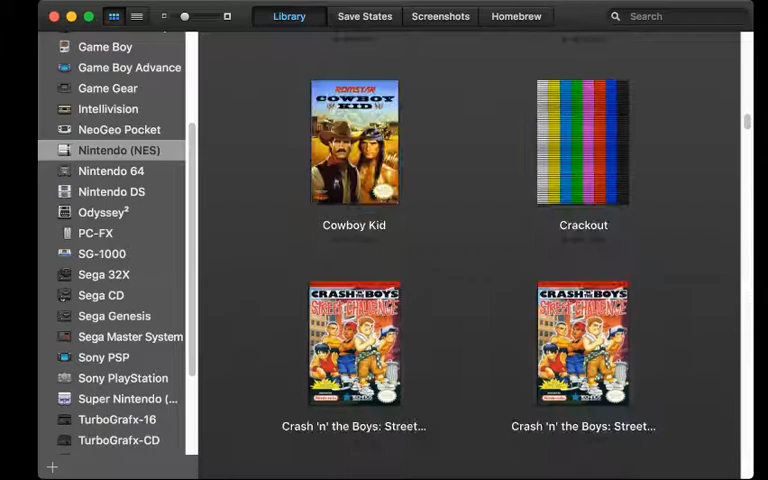 Library
Save States
Screenshots
Homebrew
Search
Game Boy
Game Boy Advance
Game Gear
Intellivision
NeoGeo Pocket
Nintendo (NES)
Nintendo 64
Nintendo DS
Odyssey²
PC-FX
SG-1000
Sega 32X
Sega CD
Sega Genesis
Sega Master System
Sony PSP
Sony PlayStation
Super Nintendo (...
TurboGrafx-16
TurboGrafx-CD
ROMSTAR
COWBOY
KID
Cowboy Kid
Crackout
CRASH 'N THE BOYS
STREET CHALLENGE
Crash 'n' the Boys: Street...
CRASH 'N THE BOYS
STREET CHALLENGE
Crash 'n' the Boys: Street...